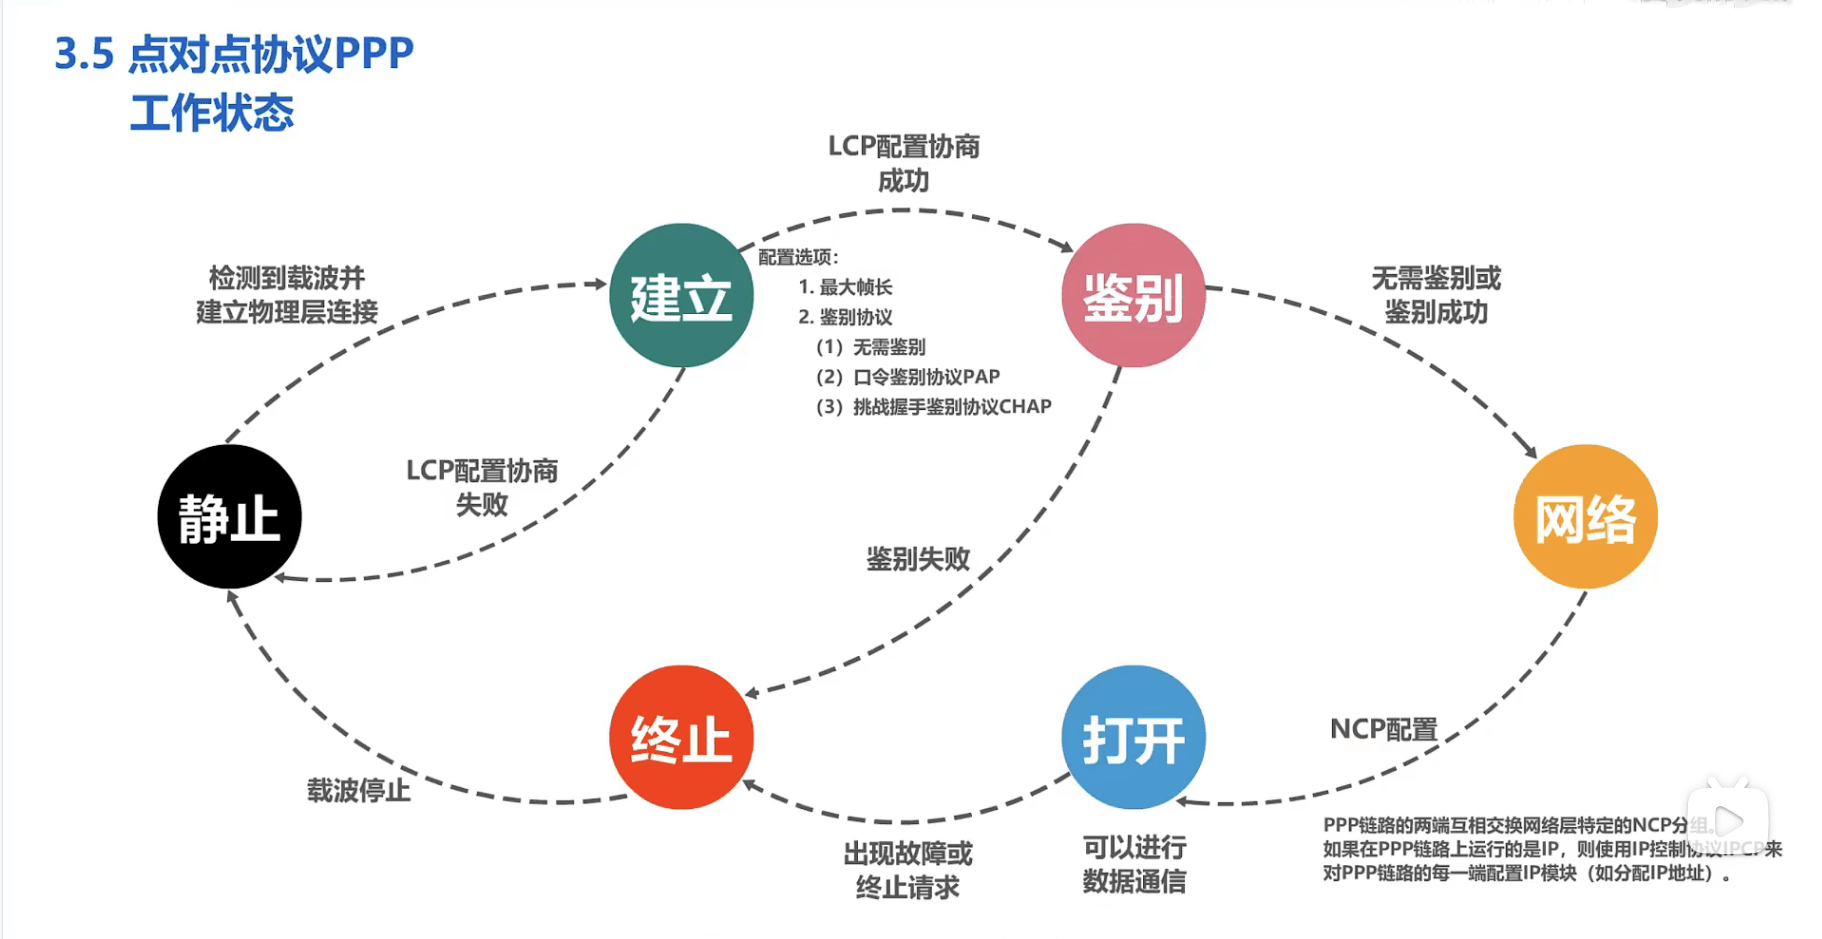 3.5 点对点协议PPP
工作状态
LCP配置协商
成功
检测到载波并
建立物理层连接
建立
配置选项：
1. 最大帧长
2. 鉴别协议
（1）无需鉴别
（2）口令鉴别协议PAP
（3）挑战握手鉴别协议CHAP
鉴别
无需鉴别或
鉴别成功
LCP配置协商
失败
静止
网络
鉴别失败
终止
打开
NCP配置
载波停止
出现故障或
终止请求
可以进行
数据通信
PPP链路的两端互相交换网络层特定的NCP分组。
如果在PPP链路上运行的是IP，则使用IP控制协议IPCP来
对PPP链路的每一端配置IP模块（如分配IP地址）。